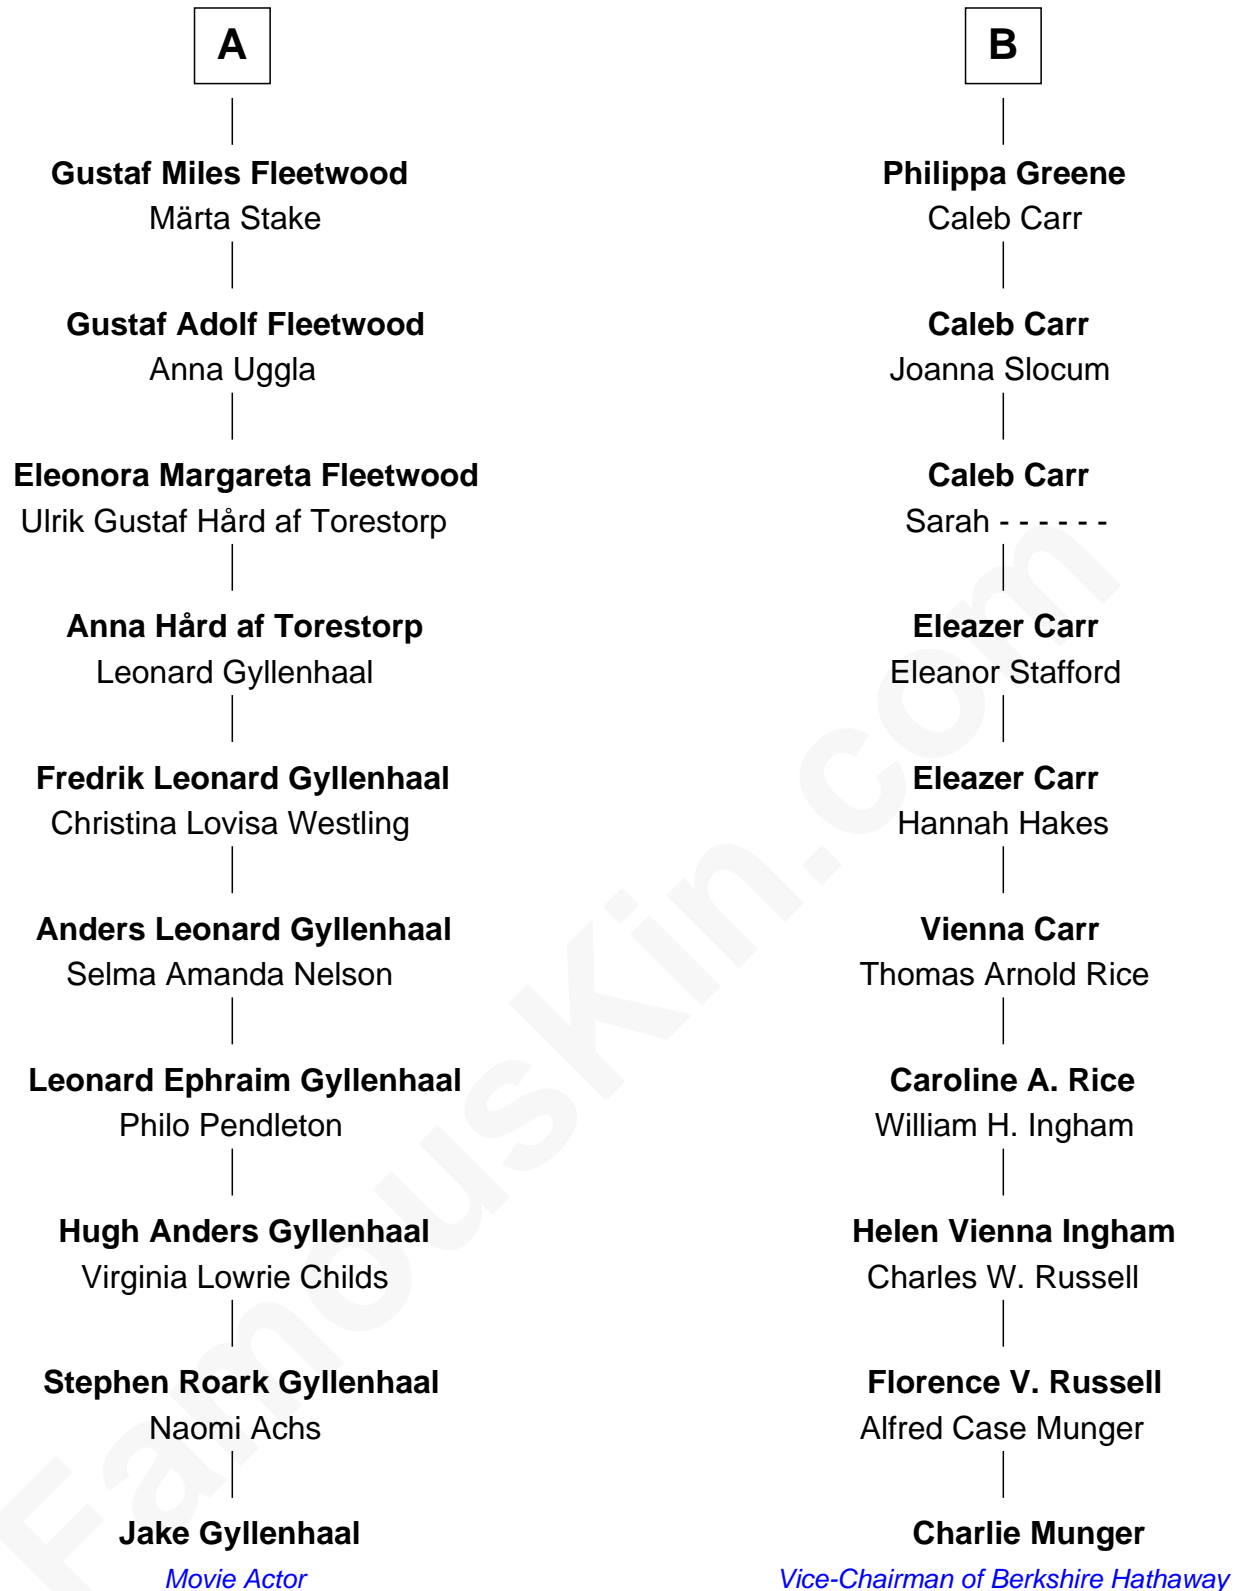 A
Gustaf Miles Fleetwood
Märta Stake
Gustaf Adolf Fleetwood
Anna Uggla
Eleonora Margareta Fleetwood
Ulrik Gustaf Hård af Torestorp
Anna Hård af Torestorp
Leonard Gyllenhaal
Fredrik Leonard Gyllenhaal
Christina Lovisa Westling
Anders Leonard Gyllenhaal
Selma Amanda Nelson
Leonard Ephraim Gyllenhaal
Philo Pendleton
Hugh Anders Gyllenhaal
Virginia Lowrie Childs
Stephen Roark Gyllenhaal
Naomi Achs
Jake Gyllenhaal
Movie Actor
B
Philippa Greene
Caleb Carr
Caleb Carr
Joanna Slocum
Caleb Carr
Sarah - - - - - -
Eleazer Carr
Eleanor Stafford
Eleazer Carr
Hannah Hakes
Vienna Carr
Thomas Arnold Rice
Caroline A. Rice
William H. Ingham
Helen Vienna Ingham
Charles W. Russell
Florence V. Russell
Alfred Case Munger
Charlie Munger
Vice-Chairman of Berkshire Hathaway
FamousKin.com